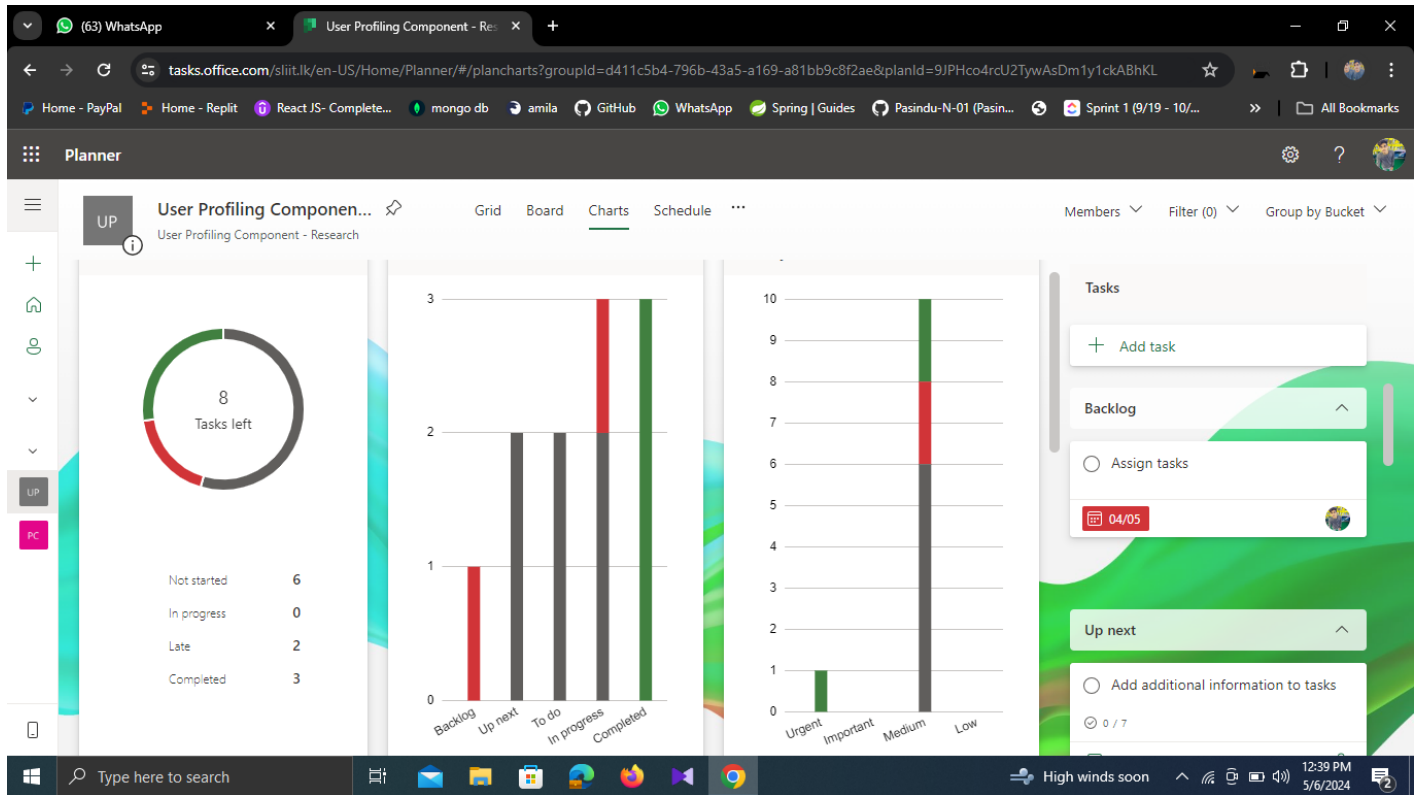 (63) WhatsApp
User Profiling Component - Res
tasks.office.com/sliit.lk/en-US/Home/Planner/#/plancharts?groupId=d411c5b4-796b-43a5-a169-a81bb9c8f2ae&planId=9JPHco4rcU2TywAsDm1y1ckABhKL
Home - PayPal Home - Replit React JS- Complete... mongo db amila GitHub WhatsApp Spring | Guides Pasindu-N-01 (Pasin... Sprint 1 (9/19 - 10/... All Bookmarks
Planner
UP
User Profiling Componen...
User Profiling Component - Research
Grid Board Charts Schedule ...
Members Filter (0) Group by Bucket
UP
PC
8
Tasks left
Not started 6
In progress 0
Late 2
Completed 3
3
2
1
0
Backlog Up next To do In progress Completed
10
9
8
7
6
5
4
3
2
1
0
Urgent Important Medium Low
Tasks
+ Add task
Backlog
Assign tasks
04/05
Up next
Add additional information to tasks
0 / 7
Type here to search
High winds soon
12:39 PM
5/6/2024
2